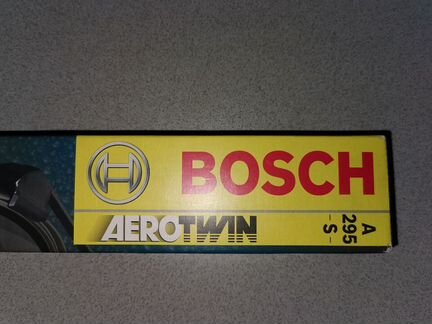 BOSCH
AEROTWIN
A
295
- S -